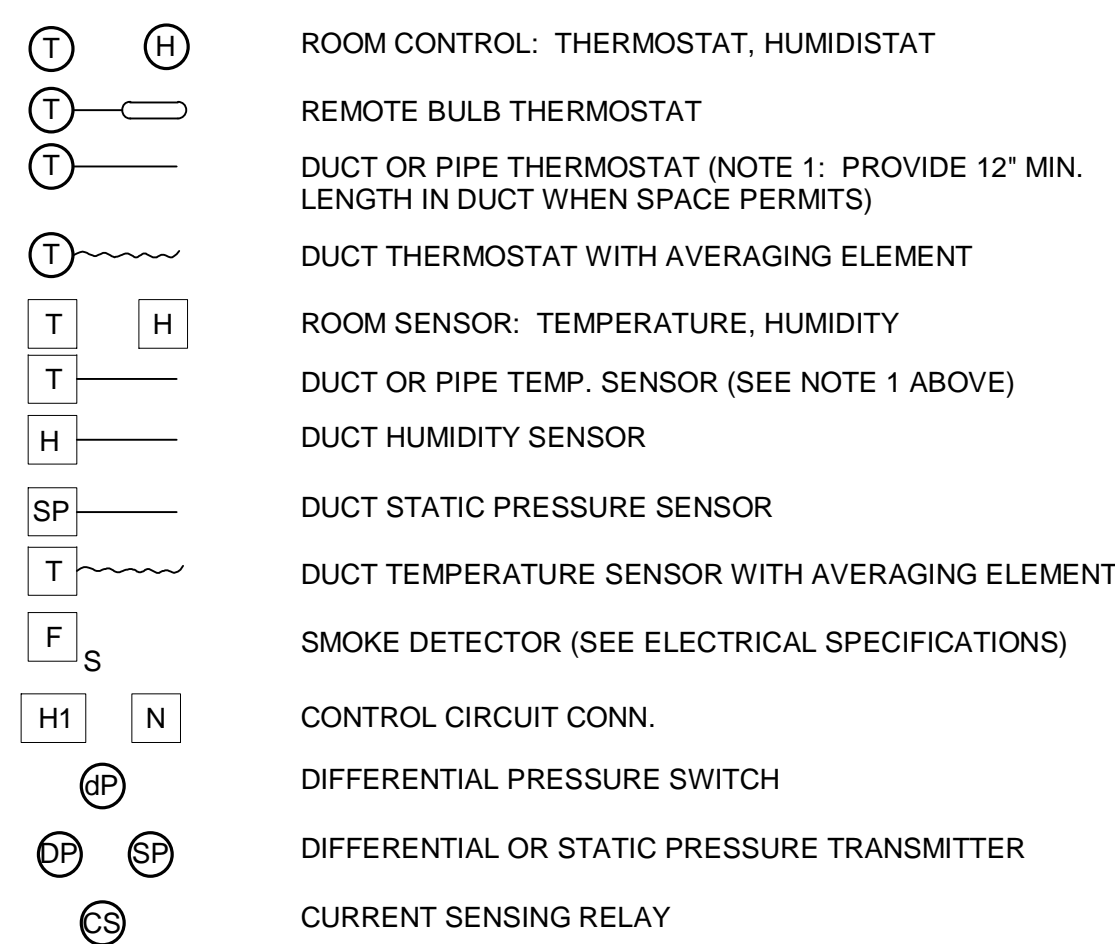 T H ROOM CONTROL: THERMOSTAT, HUMIDISTAT
T REMOTE BULB THERMOSTAT
T DUCT OR PIPE THERMOSTAT (NOTE 1: PROVIDE 12" MIN.
LENGTH IN DUCT WHEN SPACE PERMITS)
T DUCT THERMOSTAT WITH AVERAGING ELEMENT
T H ROOM SENSOR: TEMPERATURE, HUMIDITY
T DUCT OR PIPE TEMP. SENSOR (SEE NOTE 1 ABOVE)
H DUCT HUMIDITY SENSOR
SP DUCT STATIC PRESSURE SENSOR
T DUCT TEMPERATURE SENSOR WITH AVERAGING ELEMENT
F S SMOKE DETECTOR (SEE ELECTRICAL SPECIFICATIONS)
H1 N CONTROL CIRCUIT CONN.
dP DIFFERENTIAL PRESSURE SWITCH
DP SP DIFFERENTIAL OR STATIC PRESSURE TRANSMITTER
CS CURRENT SENSING RELAY